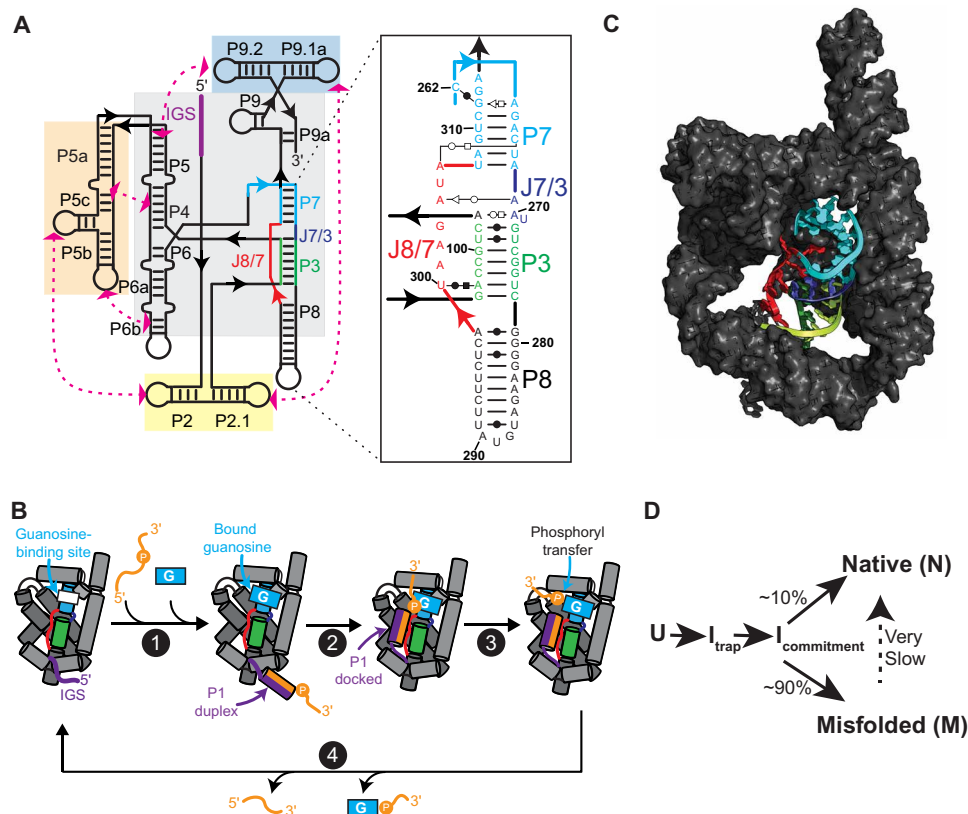 A
P9.2 P9.1a
5'
IGS
P9
P9a
3'
P5a
P5
P5c
P4
P7
P5b
P6
J7/3
J8/7
P3
P6a
P8
P6b
P2 P2.1
262
C
A
G
G
U
C
G
A
U
310
A
G
A
C
U
A
P7
A
U
A
G
A
A
U
J7/3
A
A
U
270
J8/7
300
100
A
C
U
G
C
C
G
A
G
U
C
G
G
U
C
P3
A
C
U
C
U
C
U
U
A
U
G
G
G
G
A
A
G
A
U
G
280
P8
290
C
B
Guanosine-
binding site
3'
P
5'
G
5'
IGS
1
Bound
guanosine
G
P1
duplex
P
3'
2
3'
P
G
P1
docked
3
Phosphoryl
transfer
3'
P
G
4
5'
3'
G P 3'
D
Native (N)
~10%
U I trap I commitment
Very
Slow
~90%
Misfolded (M)